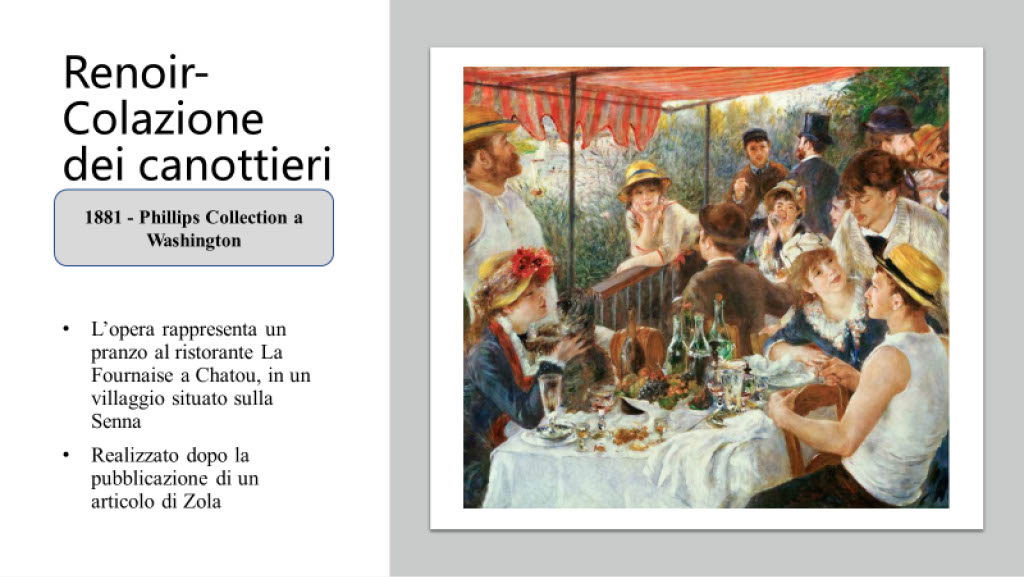 Renoir-
Colazione
dei canottieri
1881 - Phillips Collection a
Washington
• L’opera rappresenta un
pranzo al ristorante La
Fournaise a Chatou, in un
villaggio situato sulla
Senna
• Realizzato dopo la
pubblicazione di un
articolo di Zola